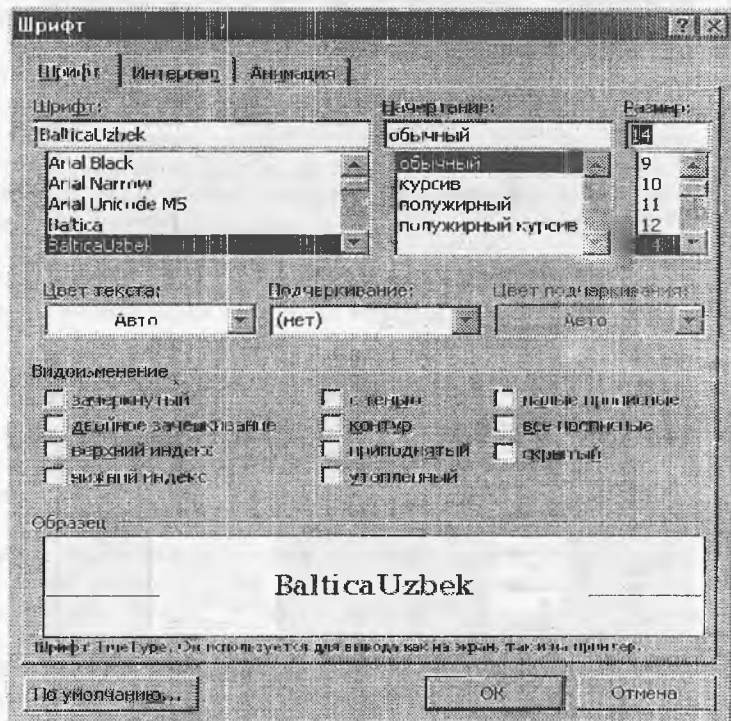 Шрифт
Шрифт Интервал Анимация
Шрифт: Начертание: Размер:
BalticaUzbek обычный 14
Arial Black обычный 9
Arial Narrow курсив 10
Arial Unicode MS полужирный 11
Baltica полужирный курсив 12
BalticaUzbek 14
Цвет текста: Подчеркивание: Цвет подчеркивания:
Авто (нет) Авто
Видоизменение
зачеркнутый с тенью малые прописные
двойное зачеркивание контур все прописные
верхний индекс приподнятый скрытый
нижний индекс утопленный
Образец
BalticaUzbek
Шрифт TrueType. Он используется для вывода как на экран, так и на принтер.
По умолчанию... ОК Отмена